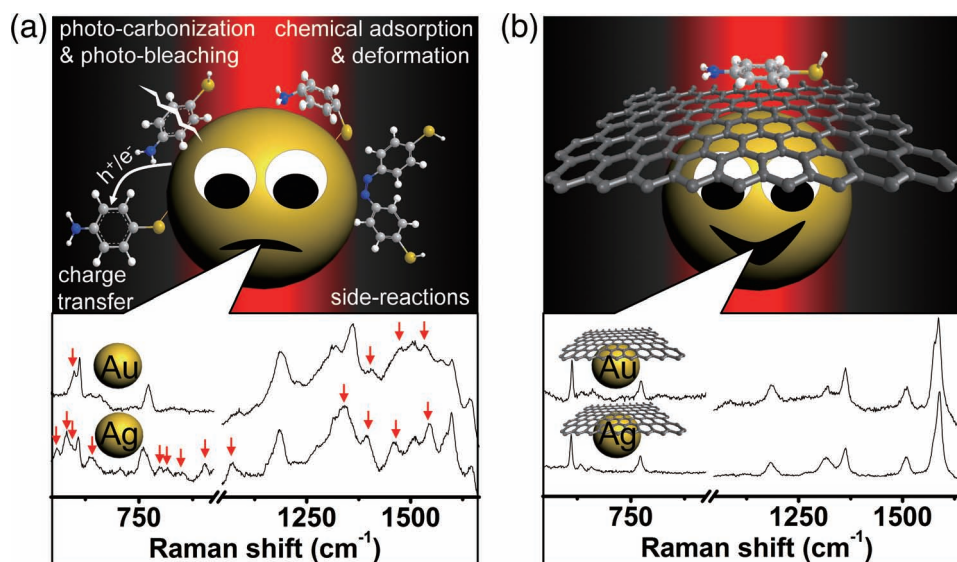 (a)
photo-carbonization
& photo-bleaching
chemical adsorption
& deformation
h⁺/e⁻
charge
transfer
side-reactions
Au
Ag
750
1250
1500
Raman shift (cm⁻¹)
(b)
Au
Ag
750
1250
1500
Raman shift (cm⁻¹)